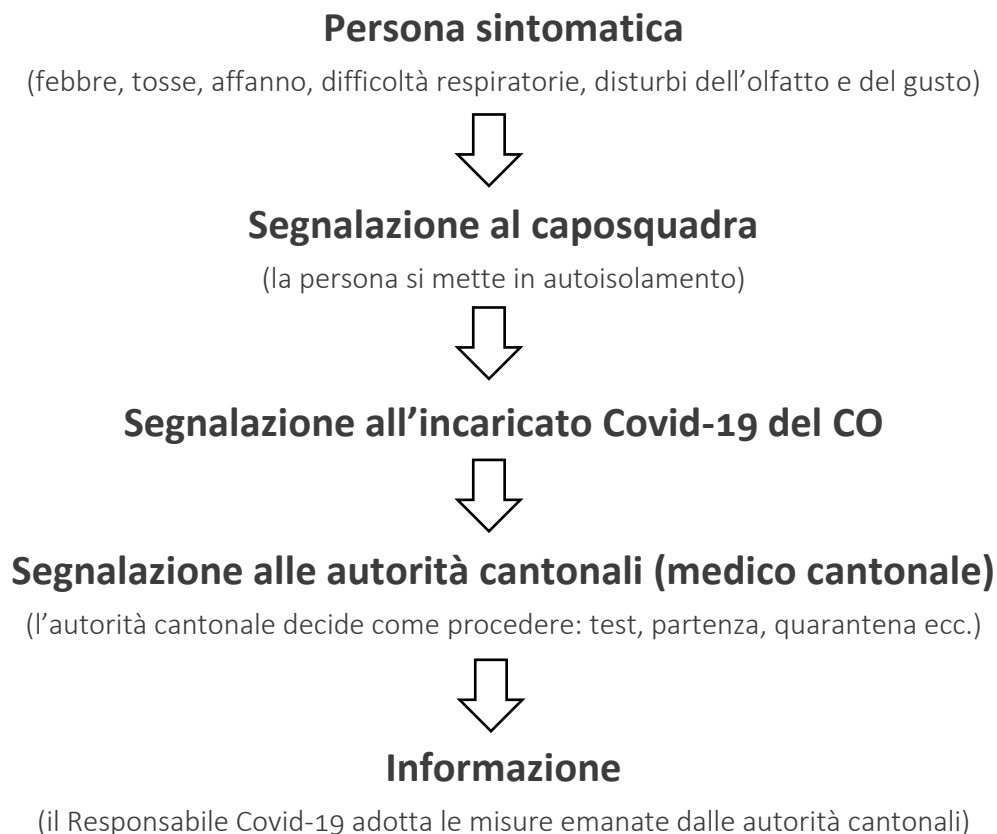 Persona sintomatica
(febbre, tosse, affanno, difficoltà respiratorie, disturbi dell’olfatto e del gusto)
Segnalazione al caposquadra
(la persona si mette in autoisolamento)
Segnalazione all’incaricato Covid-19 del CO
Segnalazione alle autorità cantonali (medico cantonale)
(l’autorità cantonale decide come procedere: test, partenza, quarantena ecc.)
Informazione
(il Responsabile Covid-19 adotta le misure emanate dalle autorità cantonali)